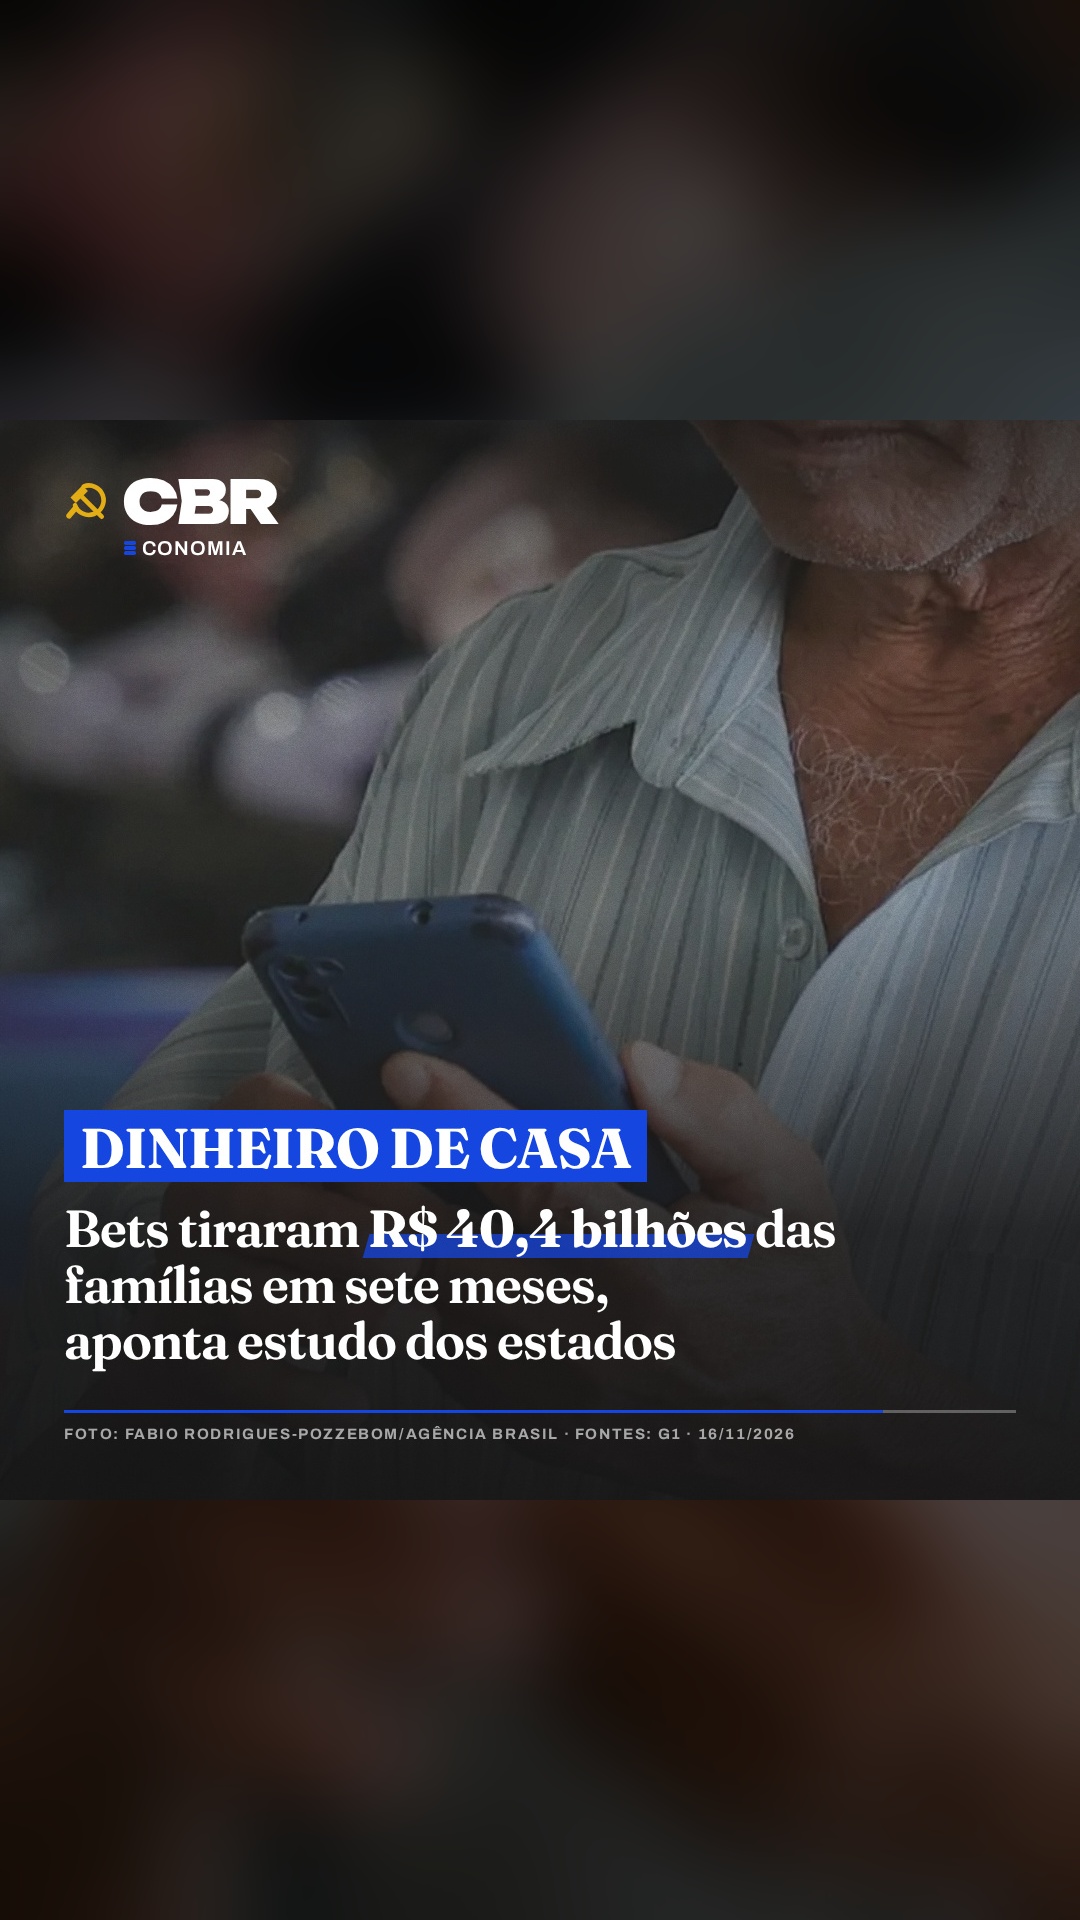 CBR
CONOMIA
DINHEIRO DE CASA
Bets tiraram R$ 40,4 bilhões das
famílias em sete meses,
aponta estudo dos estados
FOTO: FABIO RODRIGUES-POZZEBOM/AGÊNCIA BRASIL · FONTES: G1 · 16/11/2026